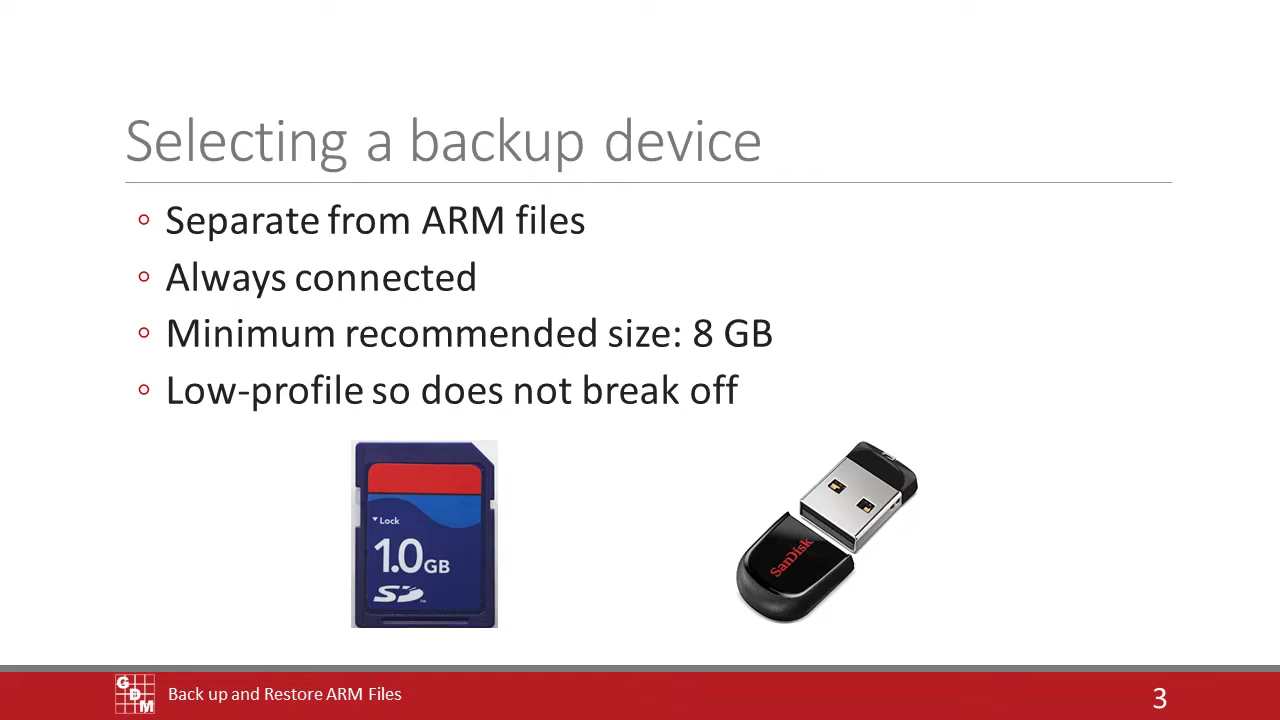 Selecting a backup device
◦ Separate from ARM files
◦ Always connected
◦ Minimum recommended size: 8 GB
◦ Low-profile so does not break off
Lock
1.0GB
SD™
SanDisk
GDM
Back up and Restore ARM Files
3